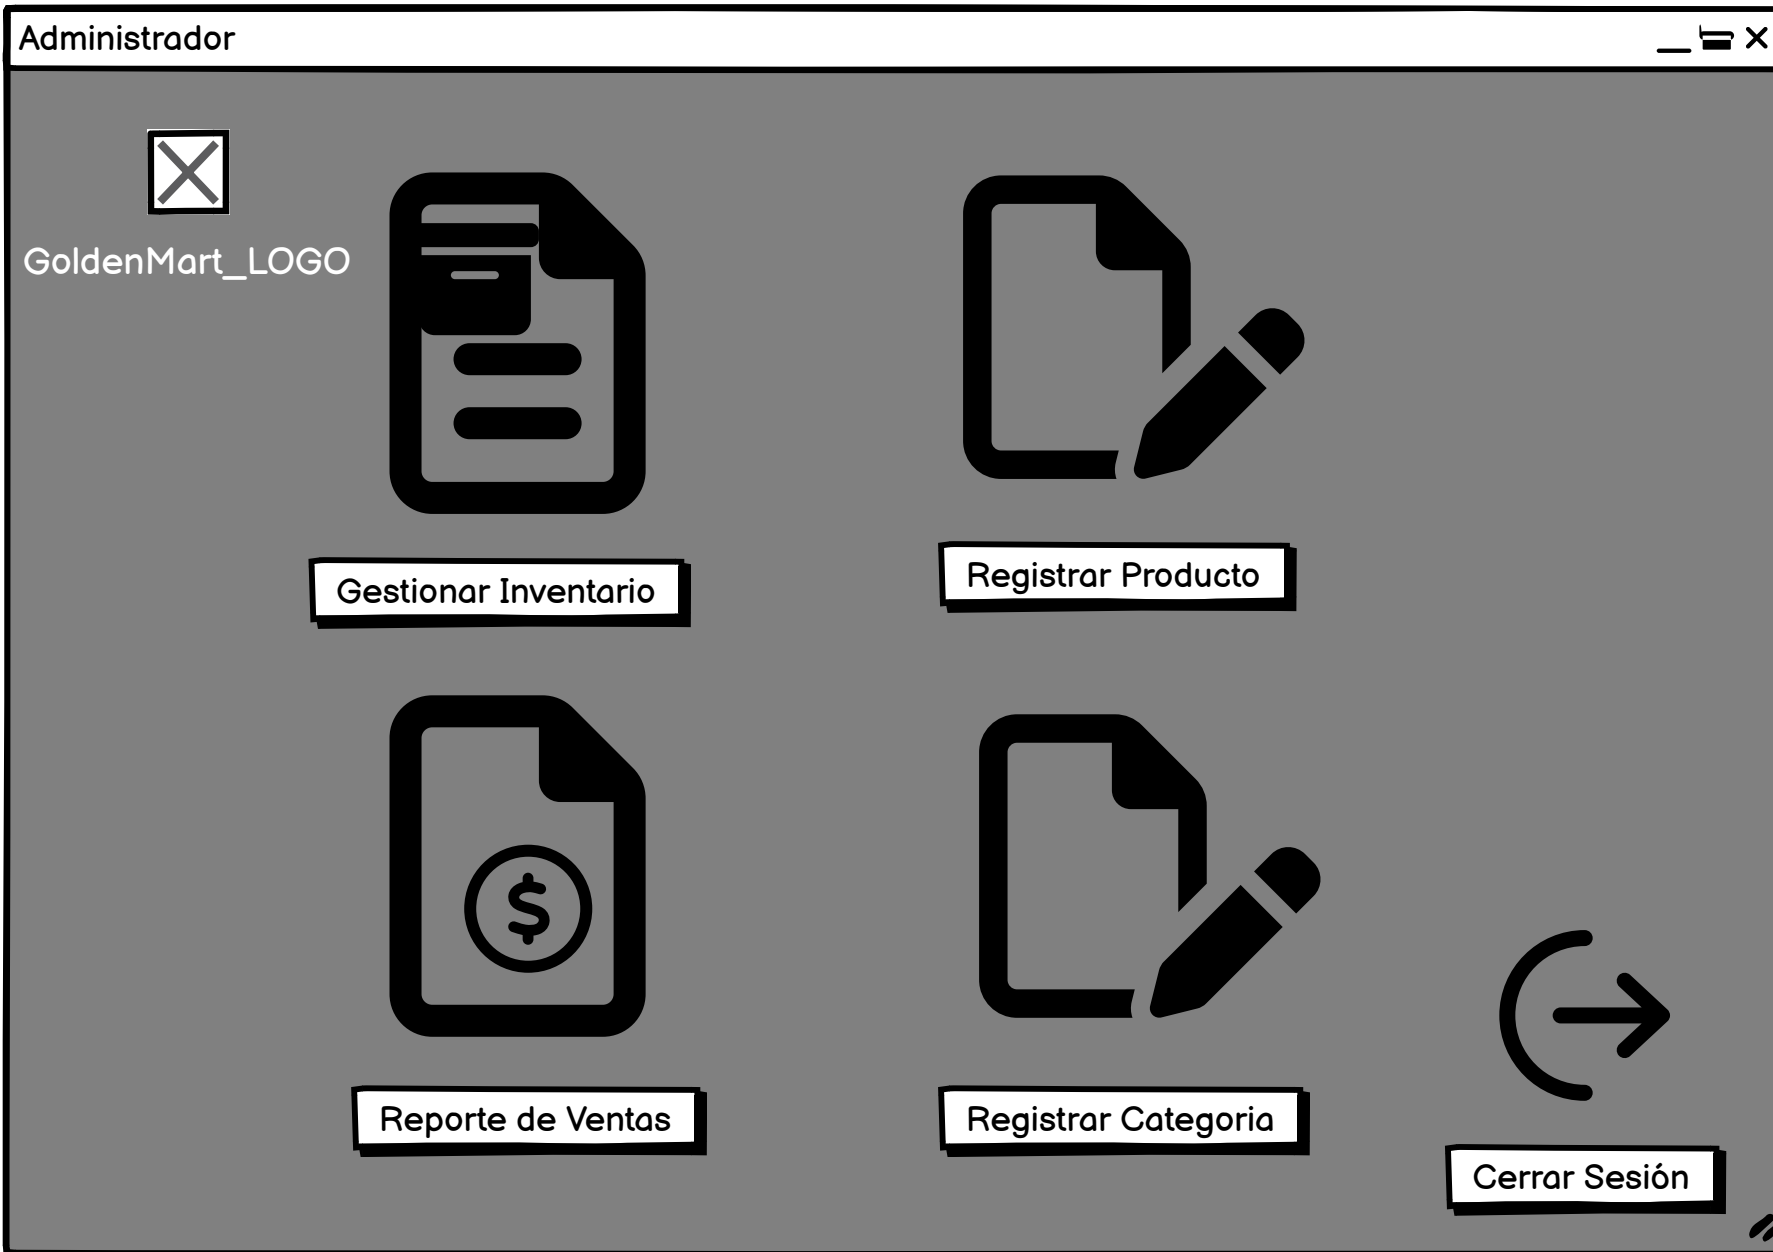 Administrador
GoldenMart_LOGO
Gestionar Inventario
Registrar Producto
$
Reporte de Ventas
Registrar Categoria
Cerrar Sesión